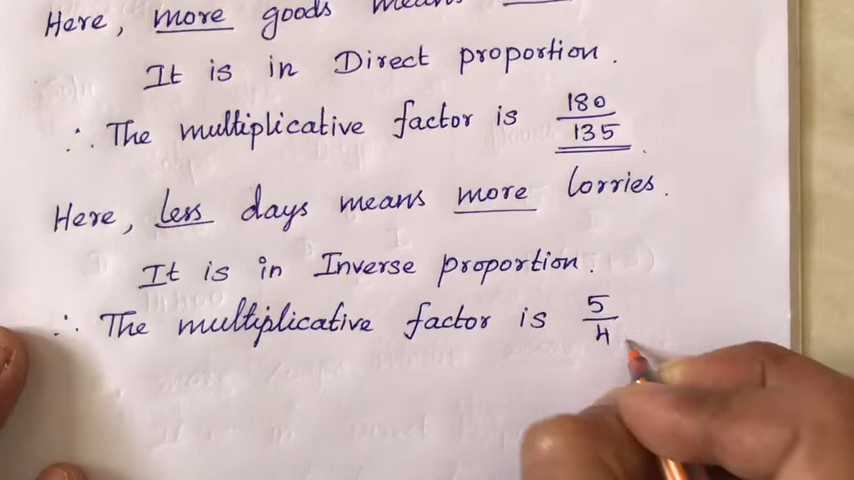 Here, more goods means
It is in Direct proportion.
∴ The multiplicative factor is 180/135.
Here, less days means more lorries.
It is in Inverse proportion.
∴ The multiplicative factor is 5/4